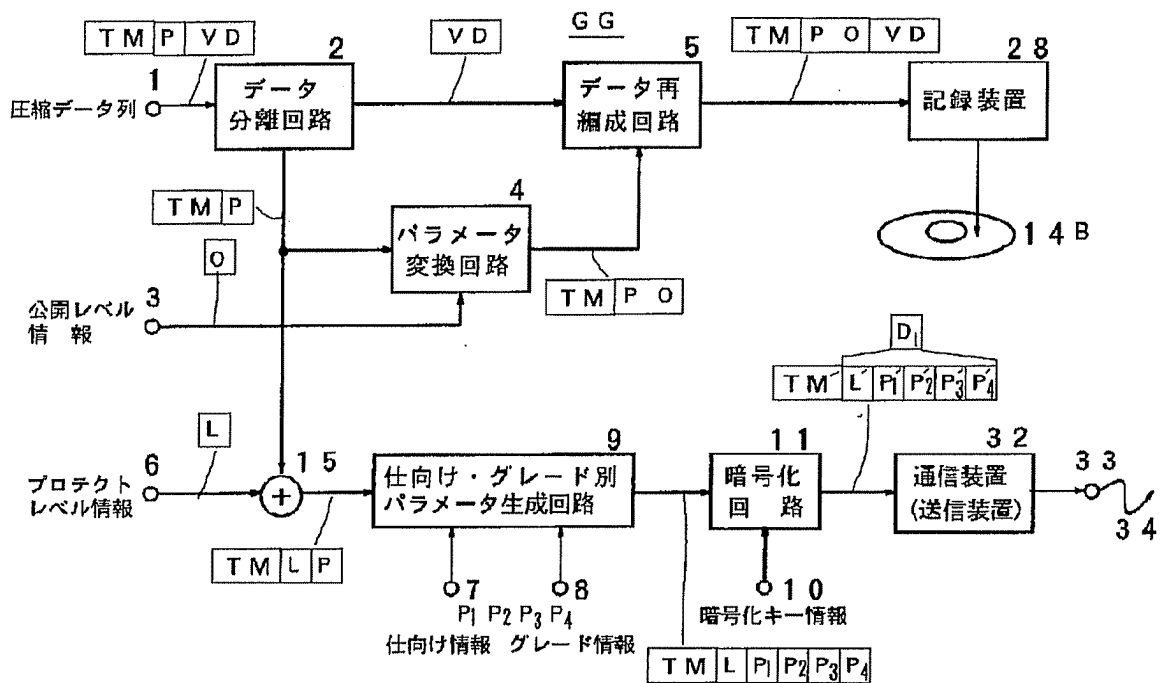 GG
TM P VD
1
圧縮データ列
2
データ
分離回路
VD
5
データ再
編成回路
TM P O VD
28
記録装置
14B
TM P
4
パラメータ
変換回路
TM P O
O
3
公開レベル
情 報
L
6
プロテクト
レベル情報
+
15
TM L P
9
仕向け・グレード別
パラメータ生成回路
7
8
P1 P2 P3 P4
仕向け情報 グレード情報
TM L P1 P2 P3 P4
11
暗号化
回 路
10
暗号化キー情報
D1
TM´ L´ P1´ P2´ P3´ P4´
32
通信装置
(送信装置)
33
34